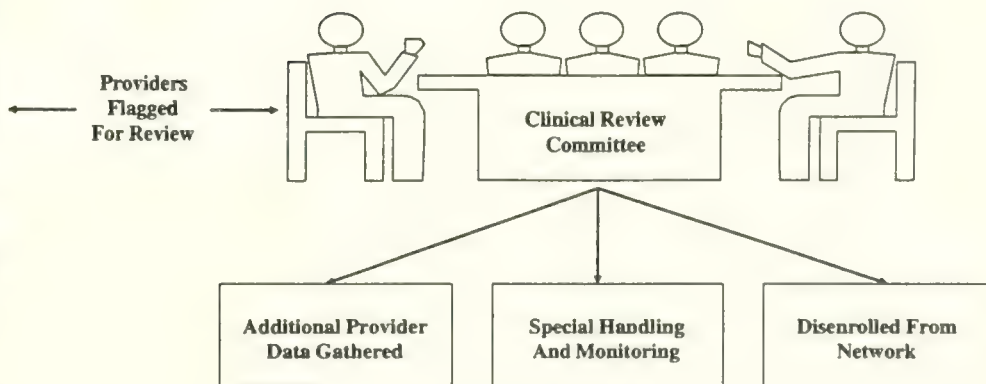 Providers
Flagged
For Review
Clinical Review
Committee
Additional Provider
Data Gathered
Special Handling
And Monitoring
Disenrolled From
Network